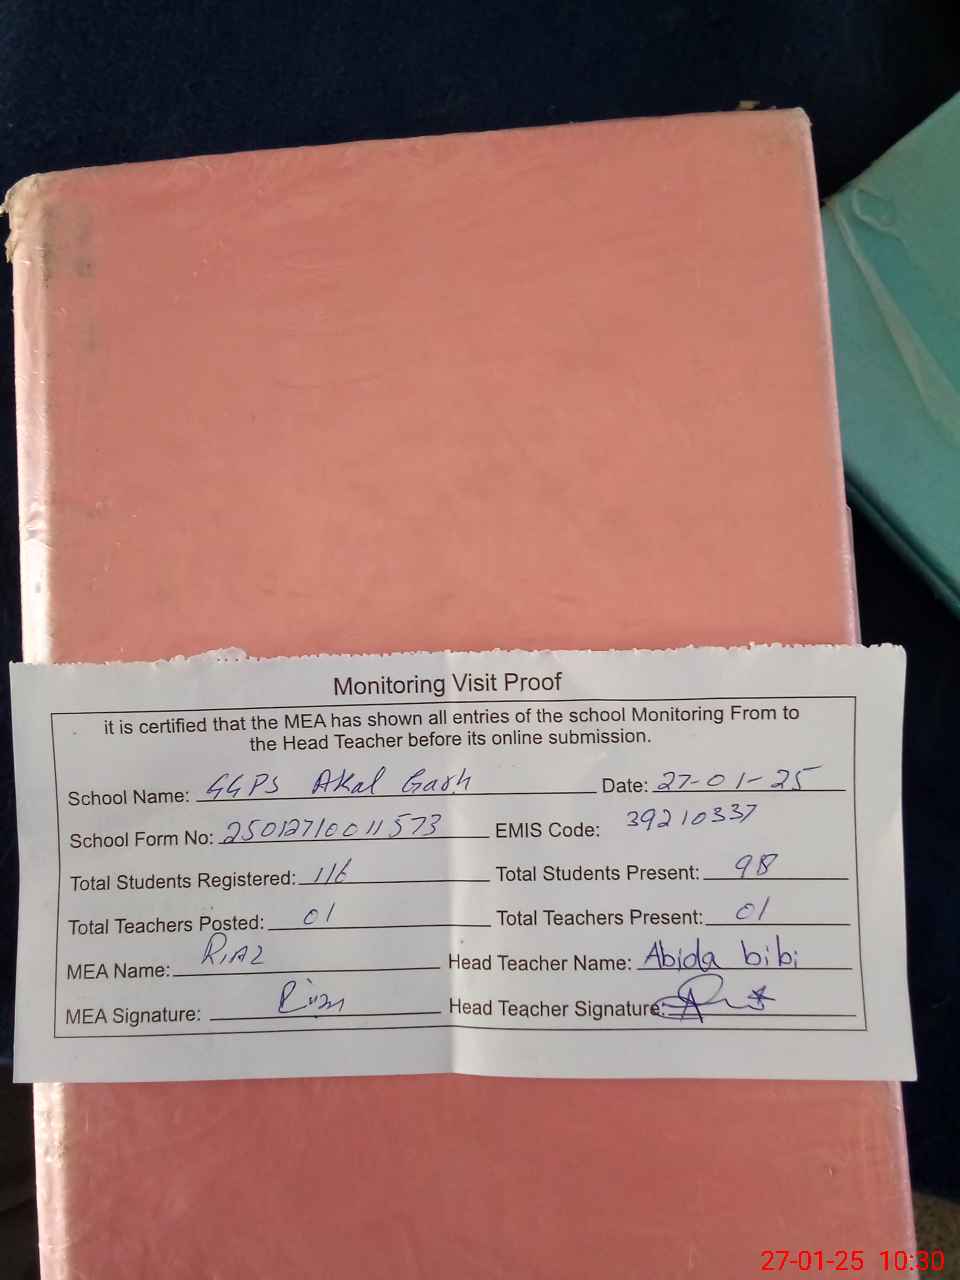 Monitoring Visit Proof
it is certified that the MEA has shown all entries of the school Monitoring From to
the Head Teacher before its online submission.
School Name: GGPS Akal Garh Date: 27-01-25
School Form No: 25012710011573 EMIS Code: 39210337
Total Students Registered: 116 Total Students Present: 98
Total Teachers Posted: 01 Total Teachers Present: 01
MEA Name: RIAZ Head Teacher Name: Abida bibi
MEA Signature: Head Teacher Signature:
27-01-25 10:30